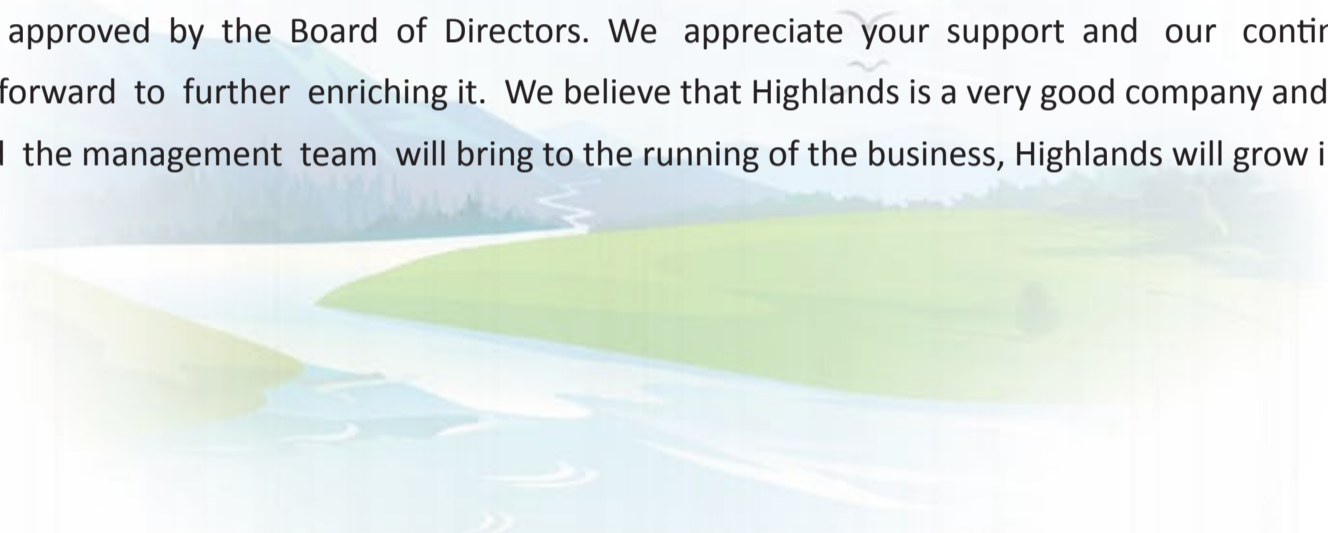 approved by the Board of Directors. We appreciate your support and our
forward to further enriching it. We believe that Highlands is a very good company and
the management team will bring to the running of the business, Highlands will grow